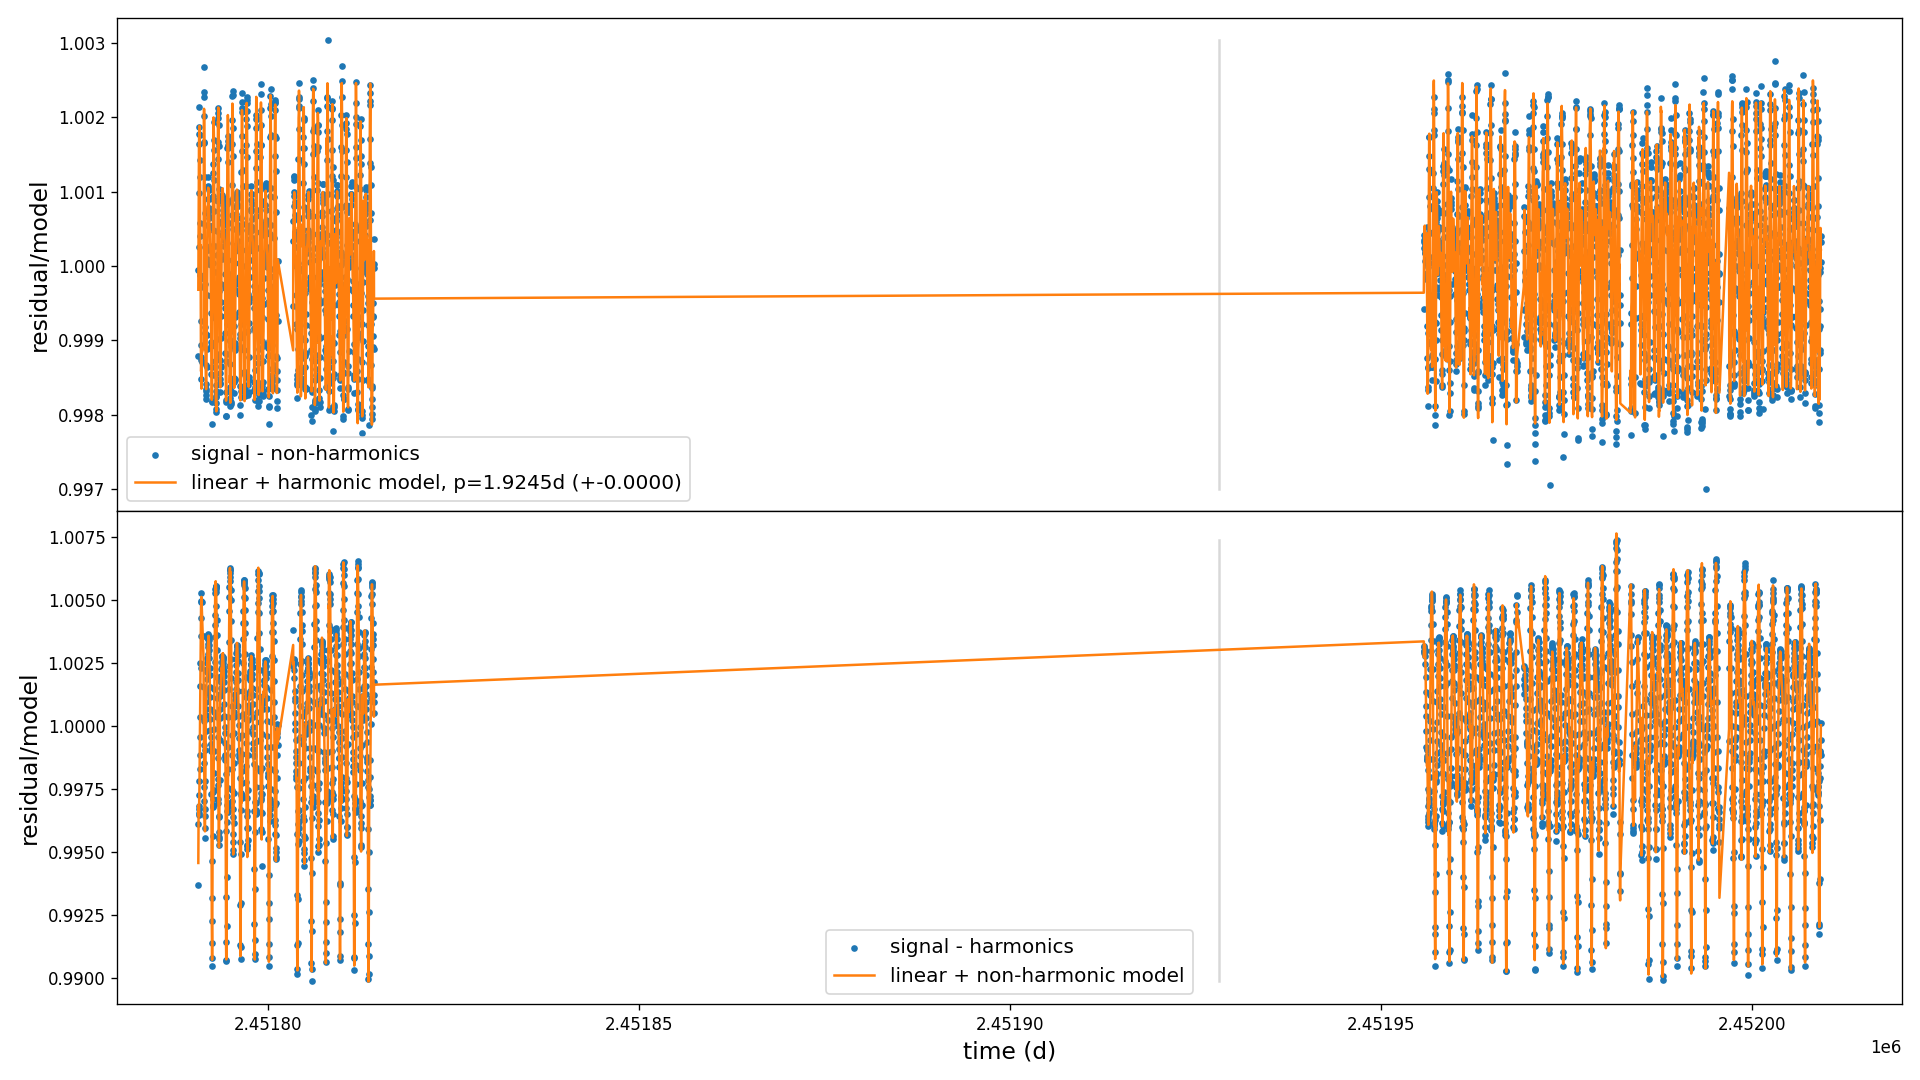 1.003
1.002
1.001
1.000
0.999
0.998
0.997
residual/model
signal - non-harmonics
linear + harmonic model, p=1.9245d (+-0.0000)
1.0075
1.0050
1.0025
1.0000
0.9975
0.9950
0.9925
0.9900
residual/model
signal - harmonics
linear + non-harmonic model
2.45180
2.45185
2.45190
2.45195
2.45200
time (d)
1e6